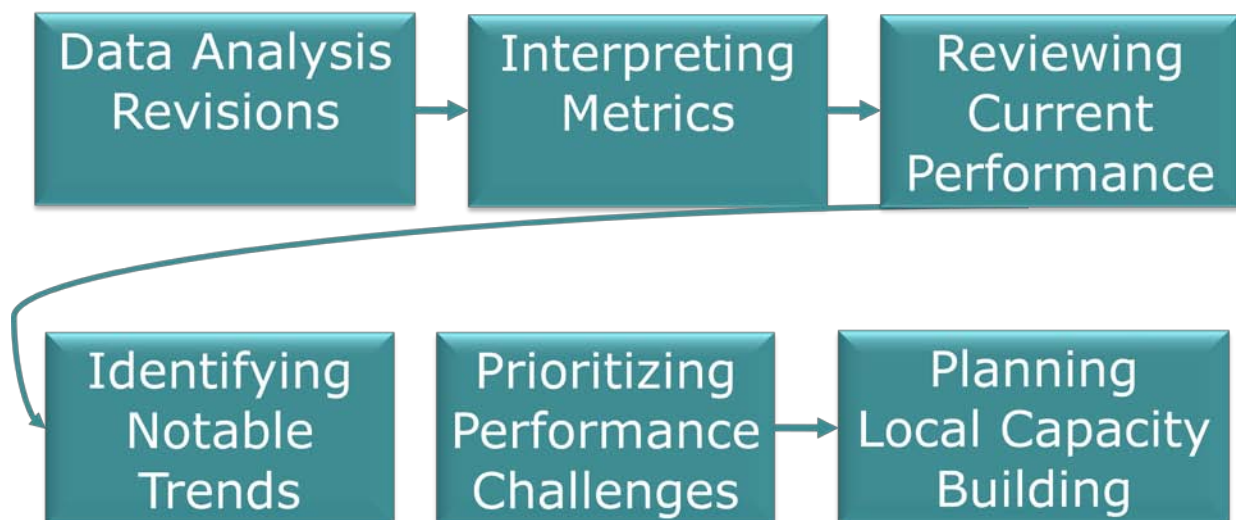 Data Analysis
Revisions
Interpreting
Metrics
Reviewing
Current
Performance
Identifying
Notable
Trends
Prioritizing
Performance
Challenges
Planning
Local Capacity
Building